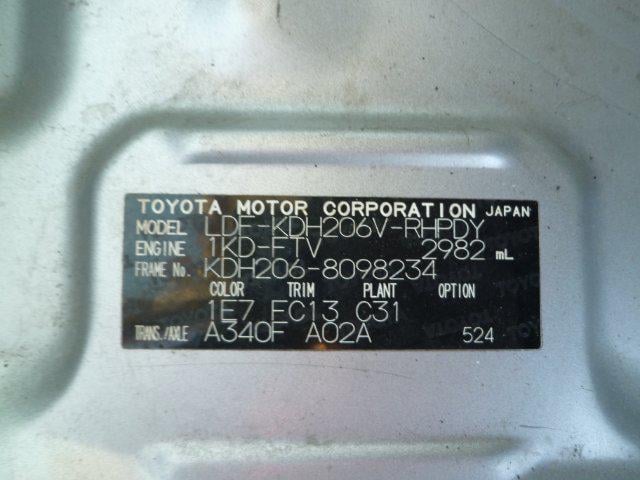 TOYOTA MOTOR CORPORATION JAPAN
MODEL LDF-KDH206V-RHPDY
ENGINE 1KD-FTV 2982 mL
FRAME No. KDH206-8098234
COLOR TRIM PLANT OPTION
1E7 FC13 C31
TRANS./AXLE A340F A02A 524